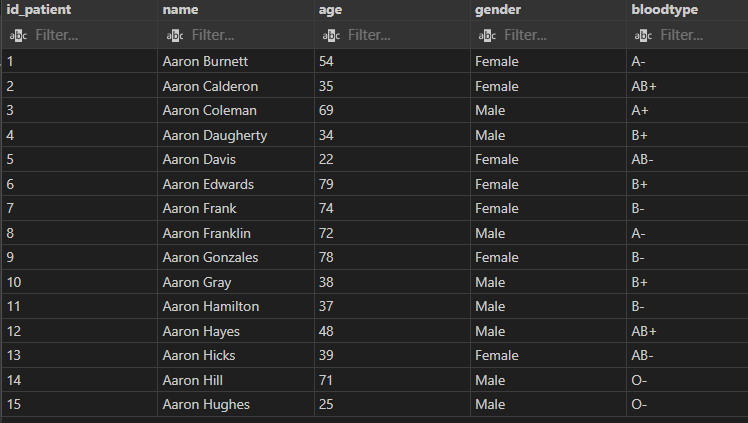 id_patient name age gender bloodtype
abc Filter... abc Filter... abc Filter... abc Filter... abc Filter...
1 Aaron Burnett 54 Female A-
2 Aaron Calderon 35 Female AB+
3 Aaron Coleman 69 Male A+
4 Aaron Daugherty 34 Male B+
5 Aaron Davis 22 Female AB-
6 Aaron Edwards 79 Female B+
7 Aaron Frank 74 Female B-
8 Aaron Franklin 72 Male A-
9 Aaron Gonzales 78 Female B-
10 Aaron Gray 38 Male B+
11 Aaron Hamilton 37 Male B-
12 Aaron Hayes 48 Male AB+
13 Aaron Hicks 39 Female AB-
14 Aaron Hill 71 Male O-
15 Aaron Hughes 25 Male O-